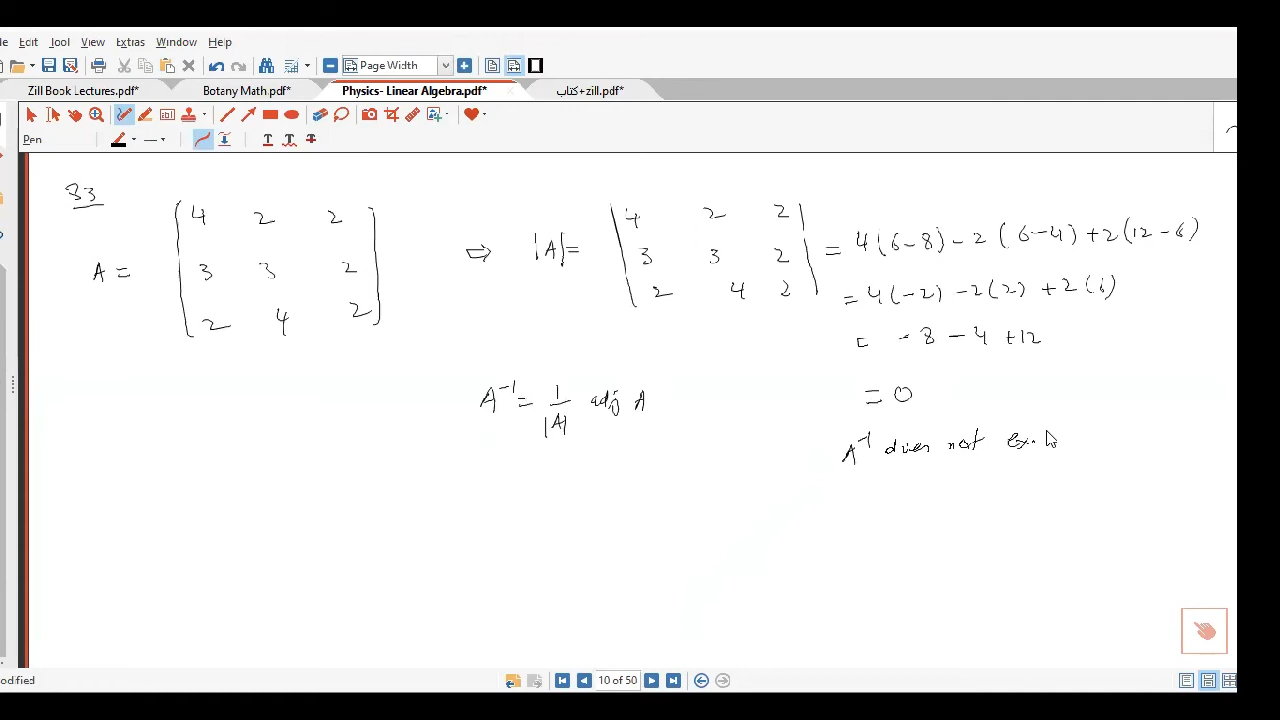 le Edit Tool View Extras Window Help
Page Width
Zill Book Lectures.pdf* Botany Math.pdf* Physics- Linear Algebra.pdf* كتاب+zill.pdf*
T T T
Pen T T T
33
A = [4 2 2
3 3 2
2 4 2]
⇒ |A| = |4 2 2
3 3 2
2 4 2|
= 4(6-8) -2(6-4) +2(12-6)
= 4(-2) -2(2) +2(6)
= -8 -4 +12
= 0
A⁻¹ = 1/|A| adj A
A⁻¹ does not exis
odified 10 of 50